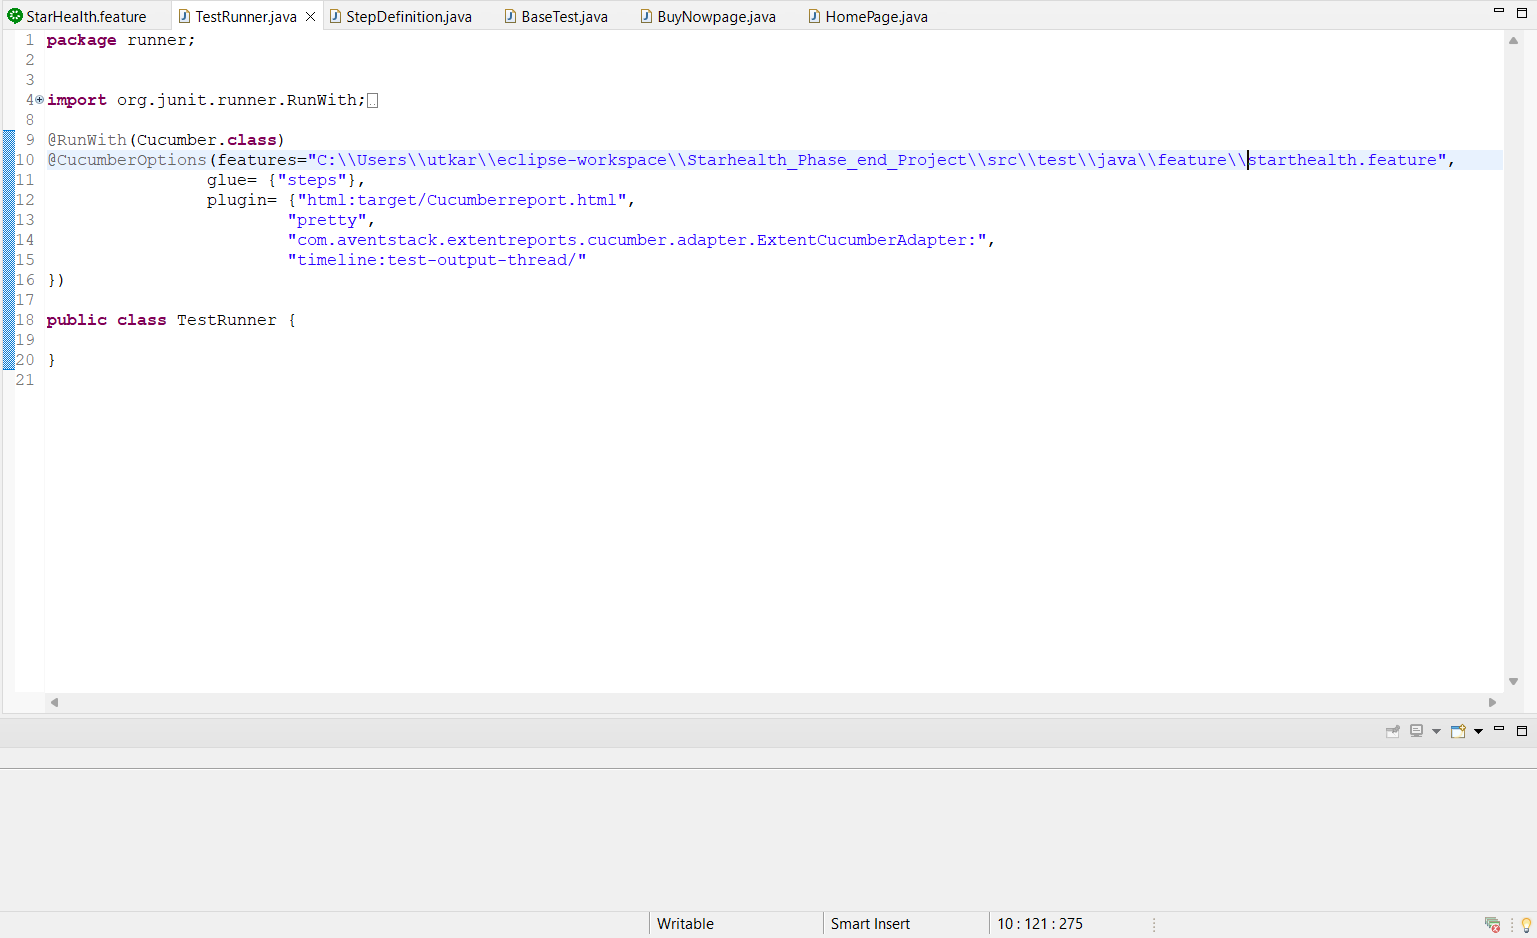 StarHealth.feature TestRunner.java StepDefinition.java BaseTest.java BuyNowpage.java HomePage.java
1 package runner;
2
3
4 import org.junit.runner.RunWith;
8
9 @RunWith(Cucumber.class)
10 @CucumberOptions(features="C:\\Users\\utkar\\eclipse-workspace\\Starhealth_Phase_end_Project\\src\\test\\java\\feature\\starthealth.feature",
11 glue= {"steps"},
12 plugin= {"html:target/Cucumberreport.html",
13 "pretty",
14 "com.aventstack.extentreports.cucumber.adapter.ExtentCucumberAdapter:",
15 "timeline:test-output-thread/"
16 })
17
18 public class TestRunner {
19
20 }
21
Writable Smart Insert 10 : 121 : 275